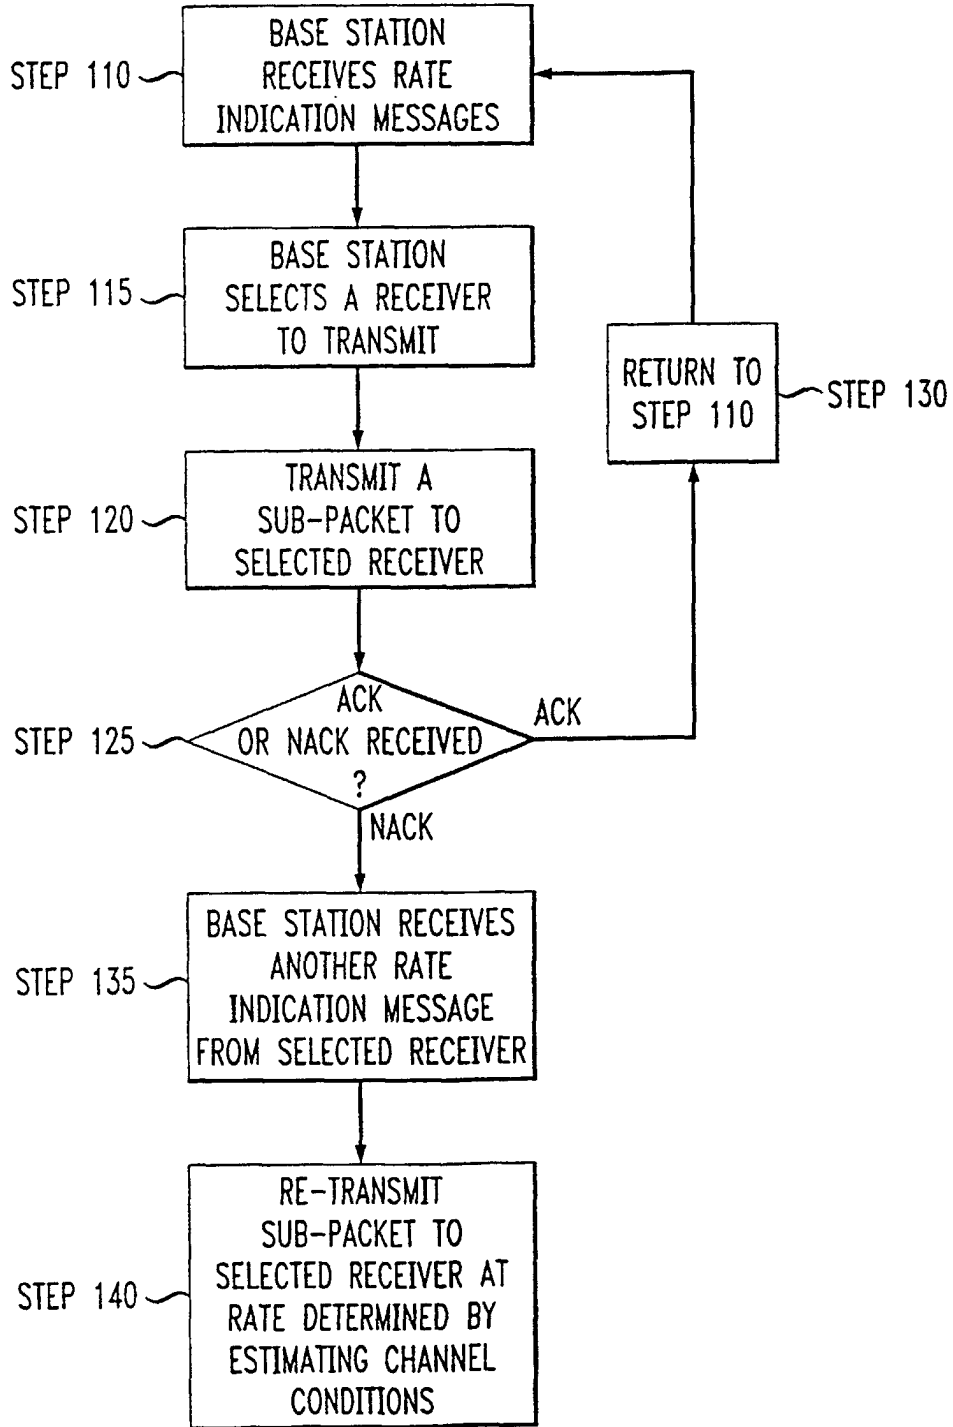 STEP 110
BASE STATION
RECEIVES RATE
INDICATION MESSAGES
STEP 115
BASE STATION
SELECTS A RECEIVER
TO TRANSMIT
RETURN TO
STEP 110
STEP 130
STEP 120
TRANSMIT A
SUB-PACKET TO
SELECTED RECEIVER
STEP 125
ACK
OR NACK RECEIVED
?
ACK
NACK
STEP 135
BASE STATION RECEIVES
ANOTHER RATE
INDICATION MESSAGE
FROM SELECTED RECEIVER
STEP 140
RE-TRANSMIT
SUB-PACKET TO
SELECTED RECEIVER AT
RATE DETERMINED BY
ESTIMATING CHANNEL
CONDITIONS